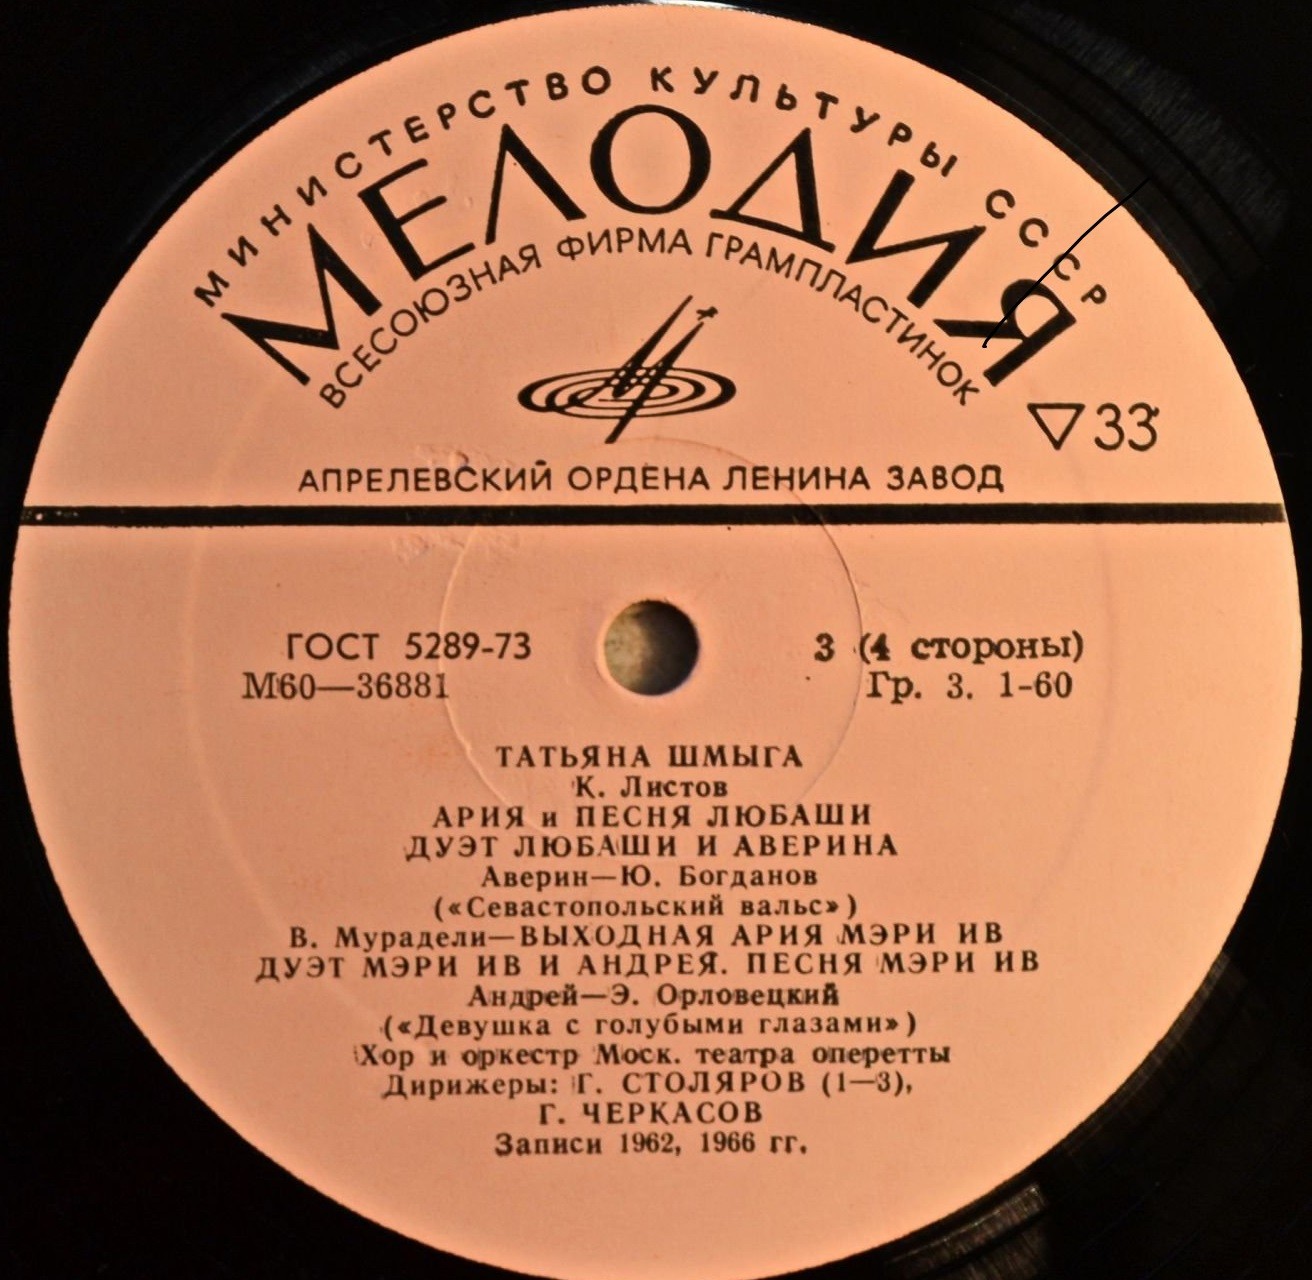 МИНИСТЕРСТВО КУЛЬТУРЫ СССР
МЕЛОДИЯ
ВСЕСОЮЗНАЯ ФИРМА ГРАМПЛАСТИНОК
33
АПРЕЛЕВСКИЙ ОРДЕНА ЛЕНИНА ЗАВОД
ГОСТ 5289-73
М60—36881
3 (4 стороны)
Гр. 3. 1-60
ТАТЬЯНА ШМЫГА
К. Листов
АРИЯ и ПЕСНЯ ЛЮБАШИ
ДУЭТ ЛЮБАШИ И АВЕРИНА
Аверин—Ю. Богданов
(«Севастопольский вальс»)
В. Мурадели—ВЫХОДНАЯ АРИЯ МЭРИ ИВ
ДУЭТ МЭРИ ИВ И АНДРЕЯ. ПЕСНЯ МЭРИ ИВ
Андрей—Э. Орловецкий
(«Девушка с голубыми глазами»)
Хор и оркестр Моск. театра оперетты
Дирижеры: Г. СТОЛЯРОВ (1—3),
Г. ЧЕРКАСОВ
Записи 1962, 1966 гг.